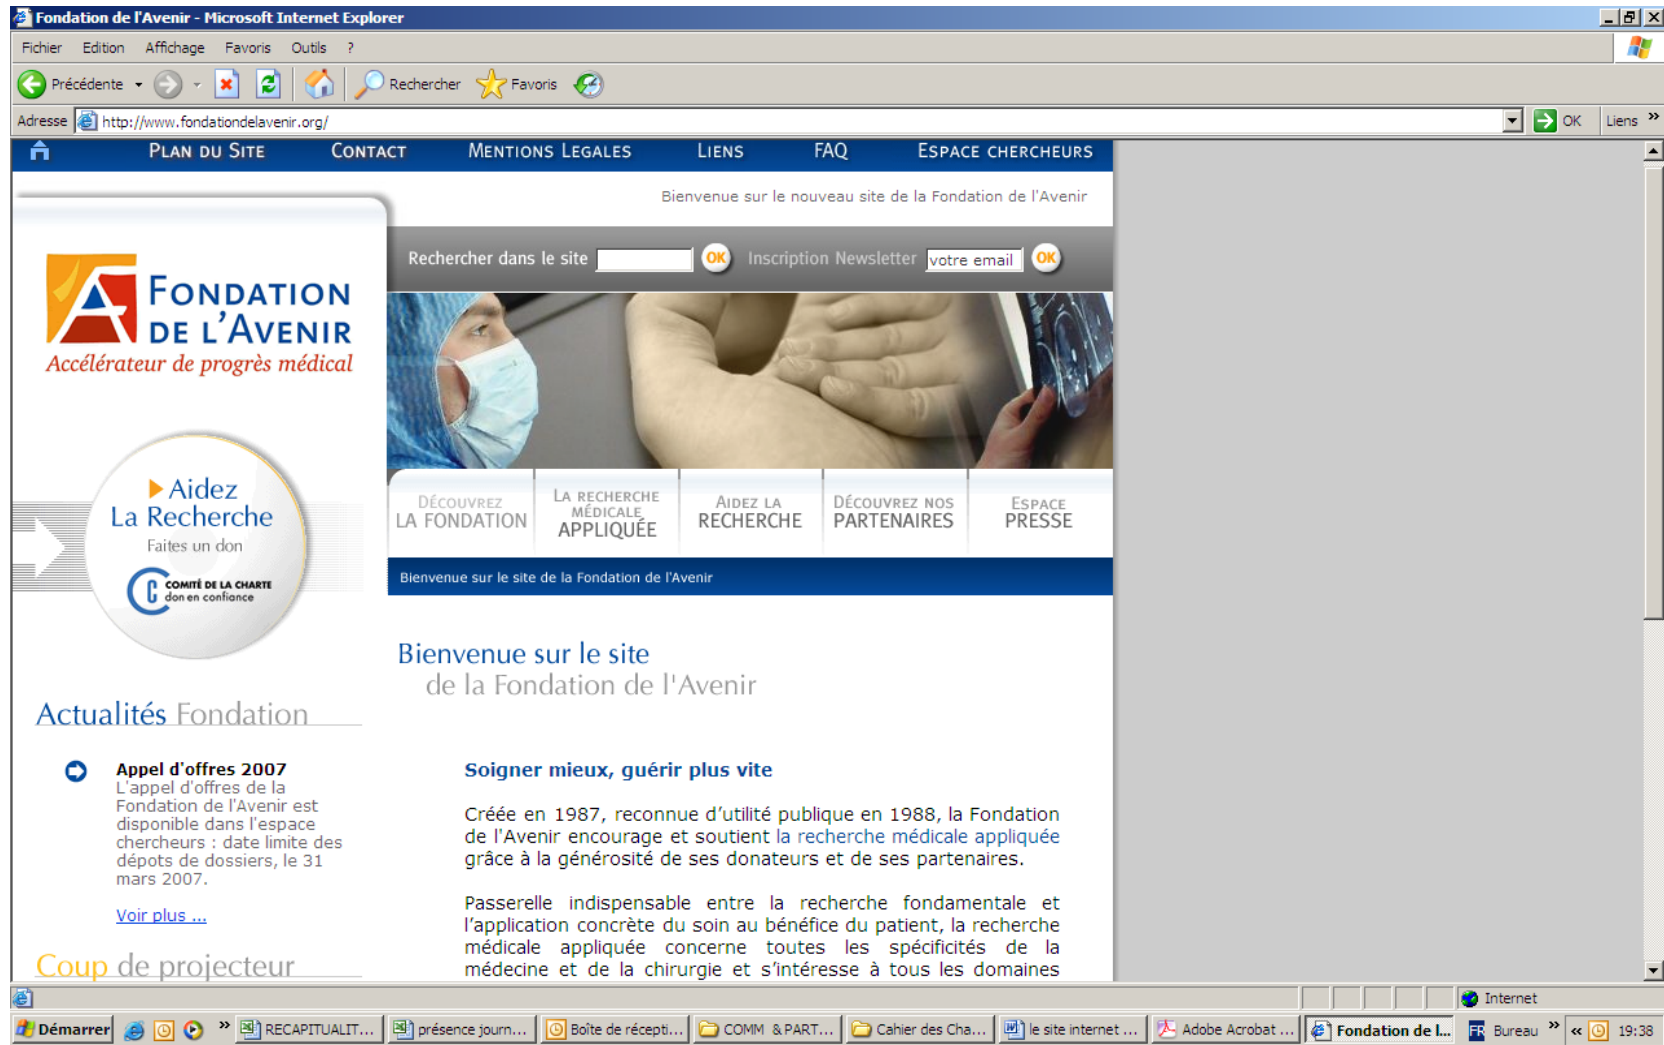 Fondation de l'Avenir - Microsoft Internet Explorer
Fichier Edition Affichage Favoris Outils ?
Précédente Rechercher Favoris
Adresse http://www.fondationdelavenir.org/ OK Liens »
PLAN DU SITE CONTACT MENTIONS LEGALES LIENS FAQ ESPACE CHERCHEURS
Bienvenue sur le nouveau site de la Fondation de l'Avenir
Rechercher dans le site OK Inscription Newsletter votre email OK
FONDATION
DE L'AVENIR
Accélérateur de progrès médical
Aidez
La Recherche
Faites un don
COMITÉ DE LA CHARTE
don en confiance
DÉCOUVREZ
LA FONDATION
LA RECHERCHE
MÉDICALE
APPLIQUÉE
AIDEZ LA
RECHERCHE
DÉCOUVREZ NOS
PARTENAIRES
ESPACE
PRESSE
Bienvenue sur le site de la Fondation de l'Avenir
Bienvenue sur le site
de la Fondation de l'Avenir
Actualités Fondation
Appel d'offres 2007
L'appel d'offres de la
Fondation de l'Avenir est
disponible dans l'espace
chercheurs : date limite des
dépots de dossiers, le 31
mars 2007.
Voir plus ...
Coup de projecteur
Soigner mieux, guérir plus vite
Créée en 1987, reconnue d'utilité publique en 1988, la Fondation
de l'Avenir encourage et soutient la recherche médicale appliquée
grâce à la générosité de ses donateurs et de ses partenaires.
Passerelle indispensable entre la recherche fondamentale et
l'application concrète du soin au bénéfice du patient, la recherche
médicale appliquée concerne toutes les spécificités de la
médecine et de la chirurgie et s'intéresse à tous les domaines
Internet
Démarrer » RECAPITUALIT... présence journ... Boîte de récepti... COMM & PART... Cahier des Cha... le site internet ... Adobe Acrobat ... Fondation de l... FR Bureau » « 19:38